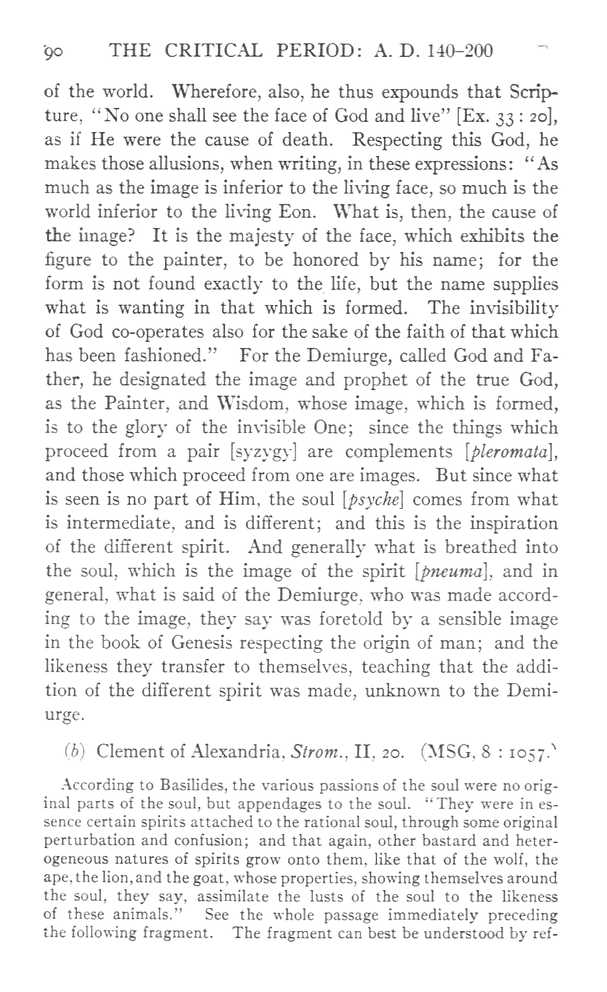 90 THE CRITICAL PERIOD: A. D. 140–200
of the world. Wherefore, also, he thus expounds that Scrip-
ture, “No one shall see the face of God and live” [Ex. 33 : 20],
as if He were the cause of death. Respecting this God, he
makes those allusions, when writing, in these expressions: “As
much as the image is inferior to the living face, so much is the
world inferior to the living Eon. What is, then, the cause of
the image? It is the majesty of the face, which exhibits the
figure to the painter, to be honored by his name; for the
form is not found exactly to the life, but the name supplies
what is wanting in that which is formed. The invisibility
of God co-operates also for the sake of the faith of that which
has been fashioned.” For the Demiurge, called God and Fa-
ther, he designated the image and prophet of the true God,
as the Painter, and Wisdom, whose image, which is formed,
is to the glory of the invisible One; since the things which
proceed from a pair [syzygy] are complements [pleromata],
and those which proceed from one are images. But since what
is seen is no part of Him, the soul [psyche] comes from what
is intermediate, and is different; and this is the inspiration
of the different spirit. And generally what is breathed into
the soul, which is the image of the spirit [pneuma], and in
general, what is said of the Demiurge, who was made accord-
ing to the image, they say was foretold by a sensible image
in the book of Genesis respecting the origin of man; and the
likeness they transfer to themselves, teaching that the addi-
tion of the different spirit was made, unknown to the Demi-
urge.
(b) Clement of Alexandria, Strom., II, 20. (MSG, 8 : 1057.)
According to Basilides, the various passions of the soul were no orig-
inal parts of the soul, but appendages to the soul. “They were in es-
sence certain spirits attached to the rational soul, through some original
perturbation and confusion; and that again, other bastard and heter-
ogeneous natures of spirits grow onto them, like that of the wolf, the
ape, the lion, and the goat, whose properties, showing themselves around
the soul, they say, assimilate the lusts of the soul to the likeness
of these animals.” See the whole passage immediately preceding
the following fragment. The fragment can best be understood by ref-